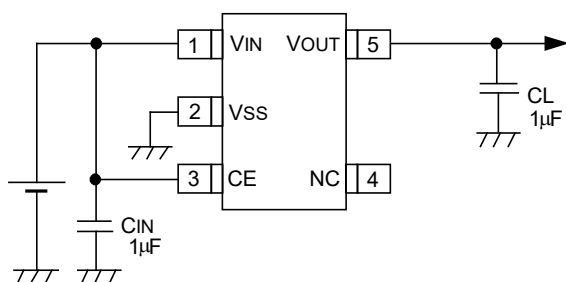 1 VIN VOUT 5
2 VSS
3 CE NC 4
CIN
1µF
CL
1µF